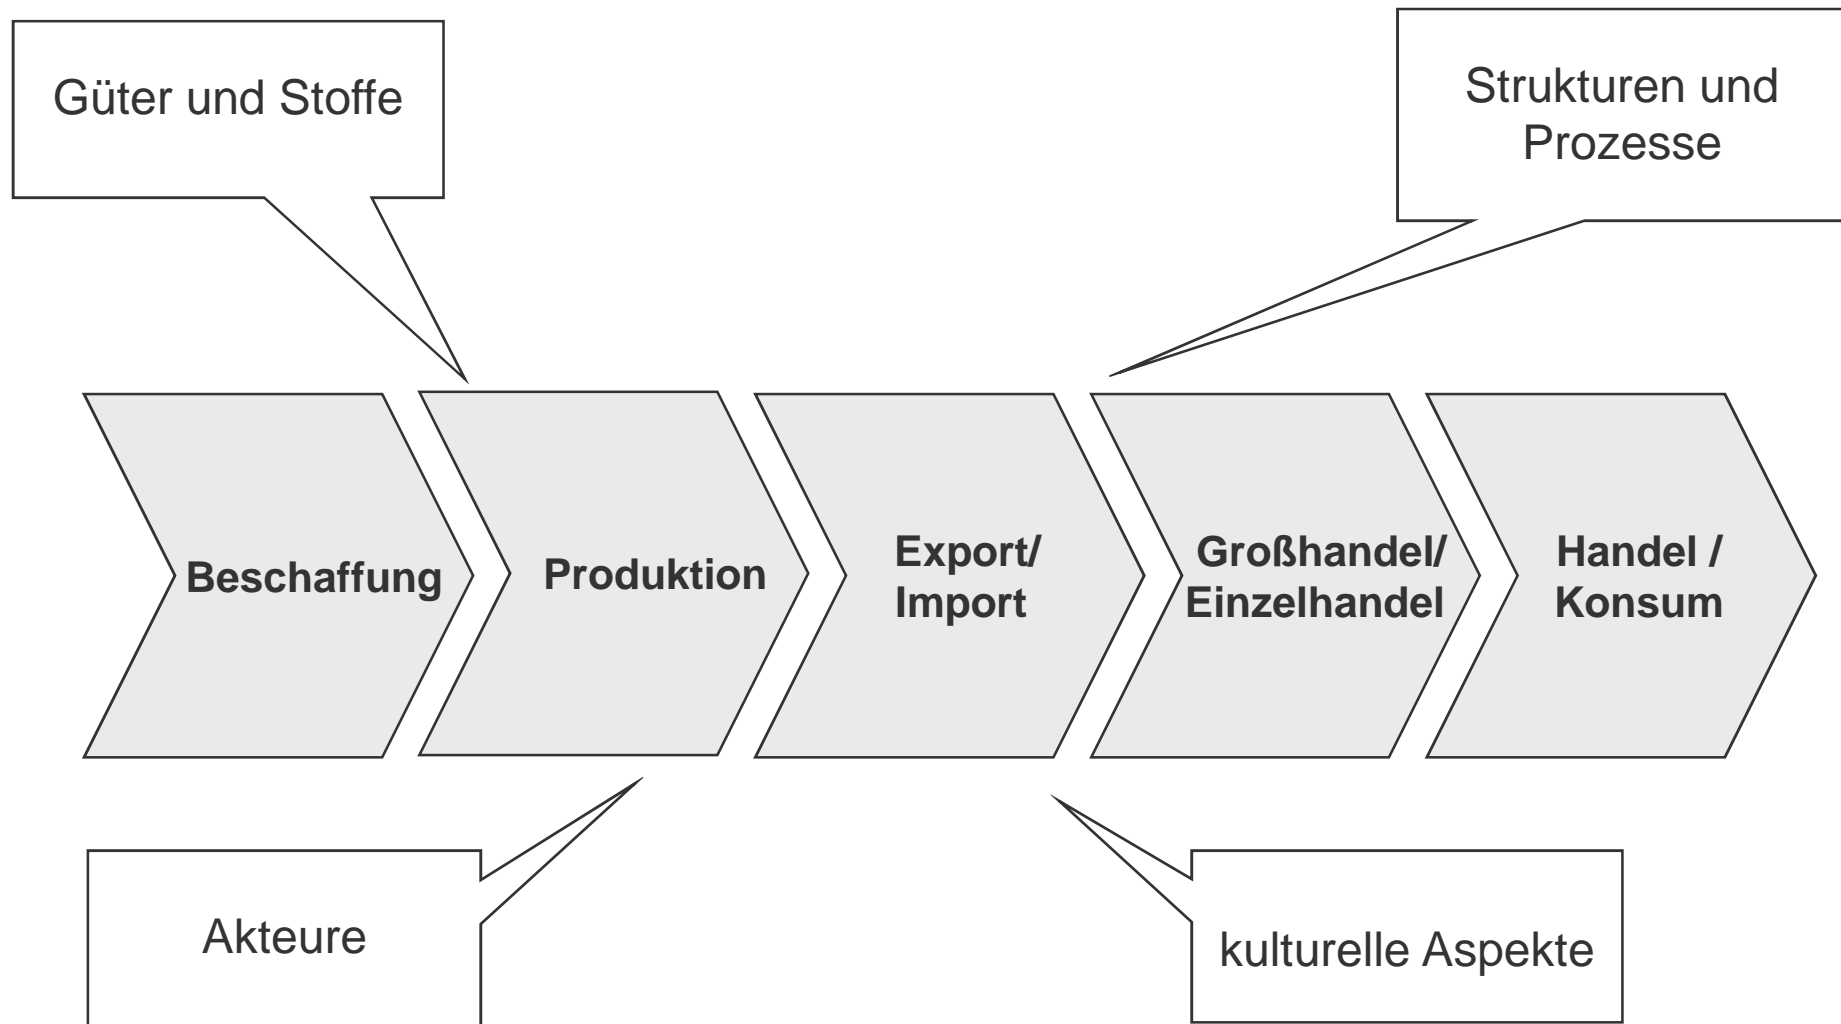 Güter und Stoffe
Strukturen und
Prozesse
Beschaffung
Produktion
Export/
Import
Großhandel/
Einzelhandel
Handel /
Konsum
Akteure
kulturelle Aspekte